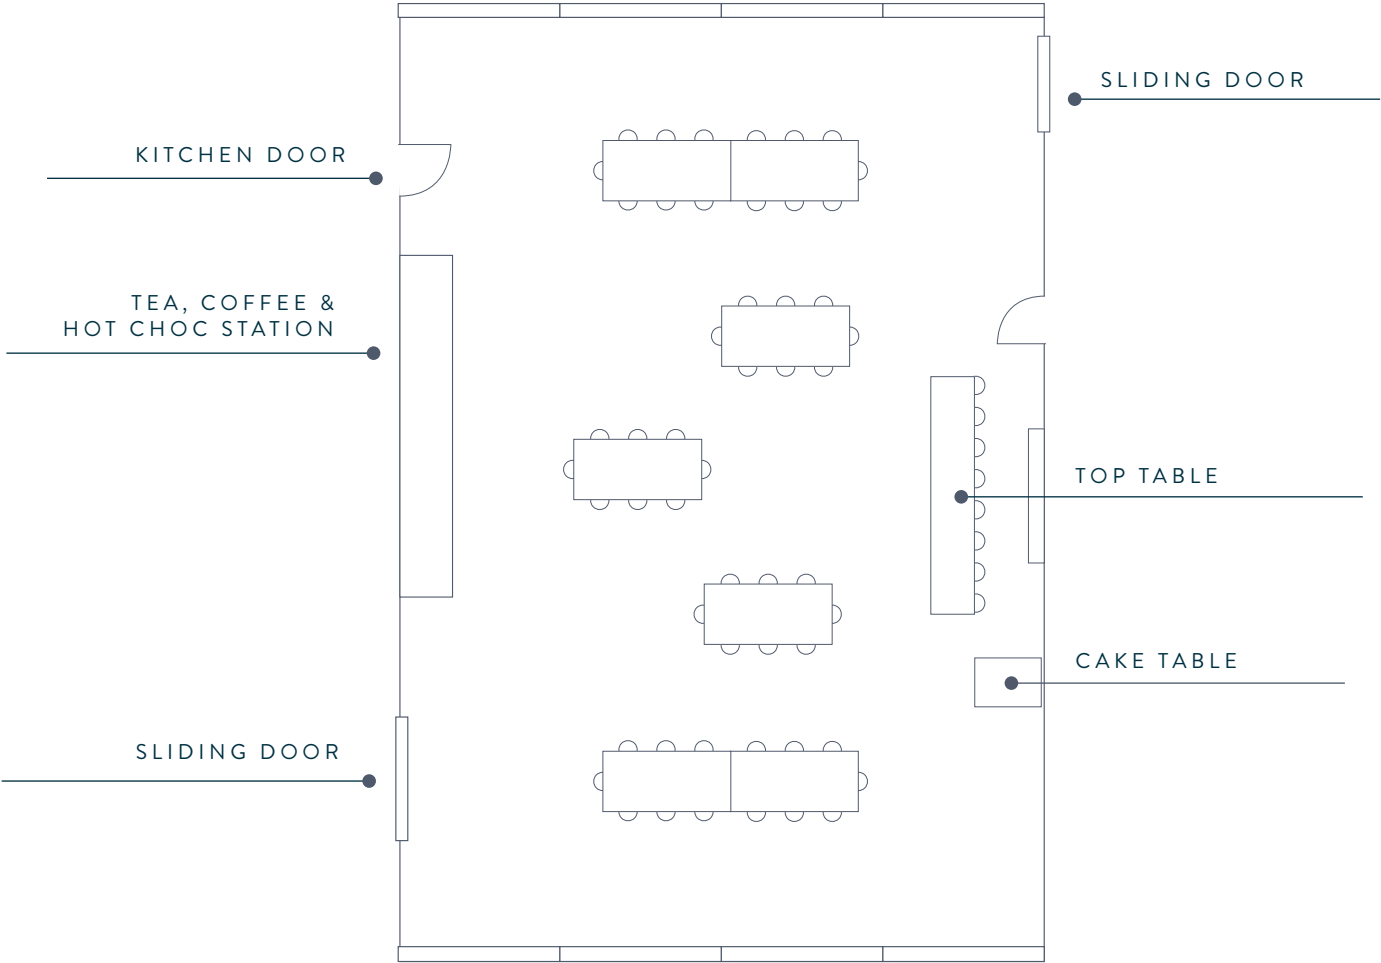 SLIDING DOOR
KITCHEN DOOR
TEA, COFFEE &
HOT CHOC STATION
TOP TABLE
CAKE TABLE
SLIDING DOOR